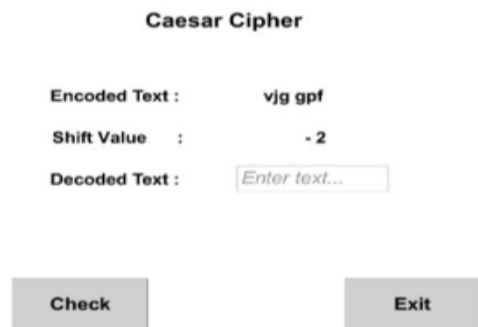 Caesar Cipher
Encoded Text : vjg gpf
Shift Value : - 2
Decoded Text : Enter text...
Check Exit